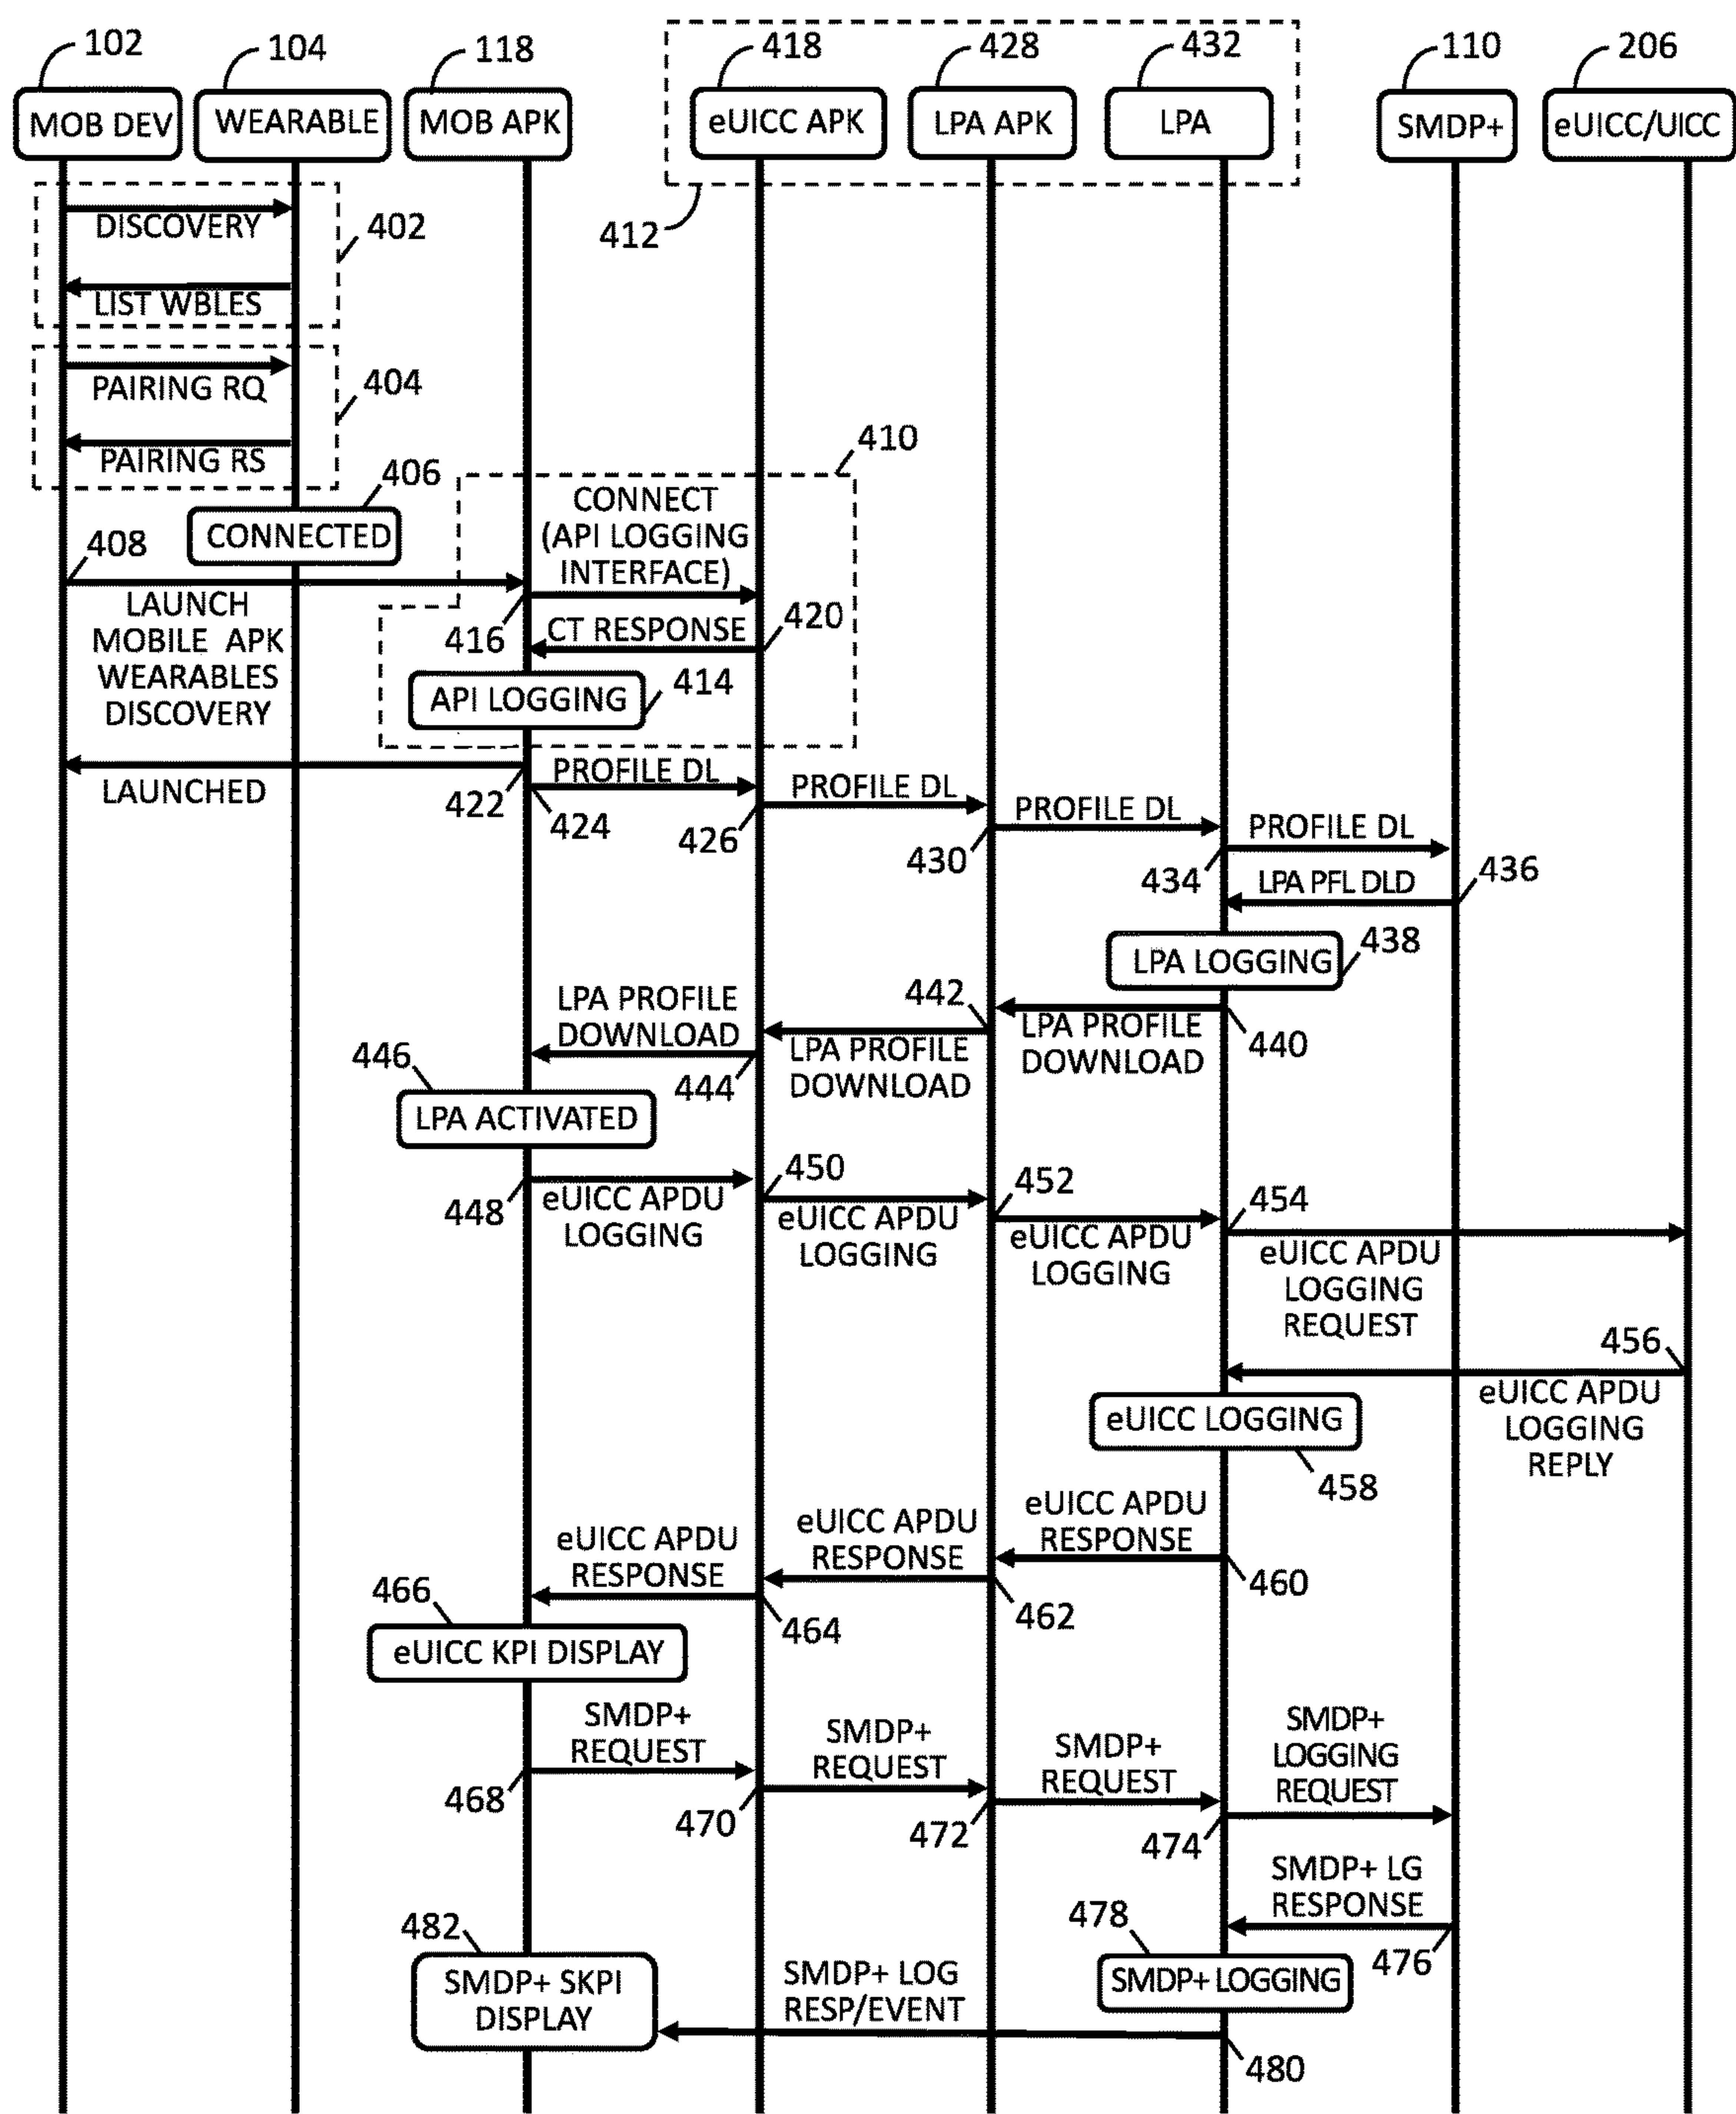 102
104
118
418
428
432
110
206
MOB DEV
WEARABLE
MOB APK
eUICC APK
LPA APK
LPA
SMDP+
eUICC/UICC
412
DISCOVERY
402
LIST WBLES
PAIRING RQ
404
PAIRING RS
406
CONNECTED
410
408
CONNECT
(API LOGGING
INTERFACE)
LAUNCH
MOBILE APK
WEARABLES
DISCOVERY
416
CT RESPONSE
420
API LOGGING
414
LAUNCHED
422
PROFILE DL
424
426
PROFILE DL
430
PROFILE DL
434
PROFILE DL
LPA PFL DLD
436
LPA LOGGING
438
440
LPA PROFILE
DOWNLOAD
442
LPA PROFILE
DOWNLOAD
444
LPA PROFILE
DOWNLOAD
446
LPA ACTIVATED
448
eUICC APDU
LOGGING
450
eUICC APDU
LOGGING
452
eUICC APDU
LOGGING
454
eUICC APDU
LOGGING
REQUEST
456
eUICC APDU
LOGGING
REPLY
eUICC LOGGING
458
eUICC APDU
RESPONSE
460
eUICC APDU
RESPONSE
462
eUICC APDU
RESPONSE
464
466
eUICC KPI DISPLAY
SMDP+
REQUEST
468
SMDP+
REQUEST
470
SMDP+
REQUEST
472
SMDP+
LOGGING
REQUEST
474
SMDP+ LG
RESPONSE
476
478
SMDP+ LOGGING
SMDP+ LOG
RESP/EVENT
480
482
SMDP+ SKPI
DISPLAY